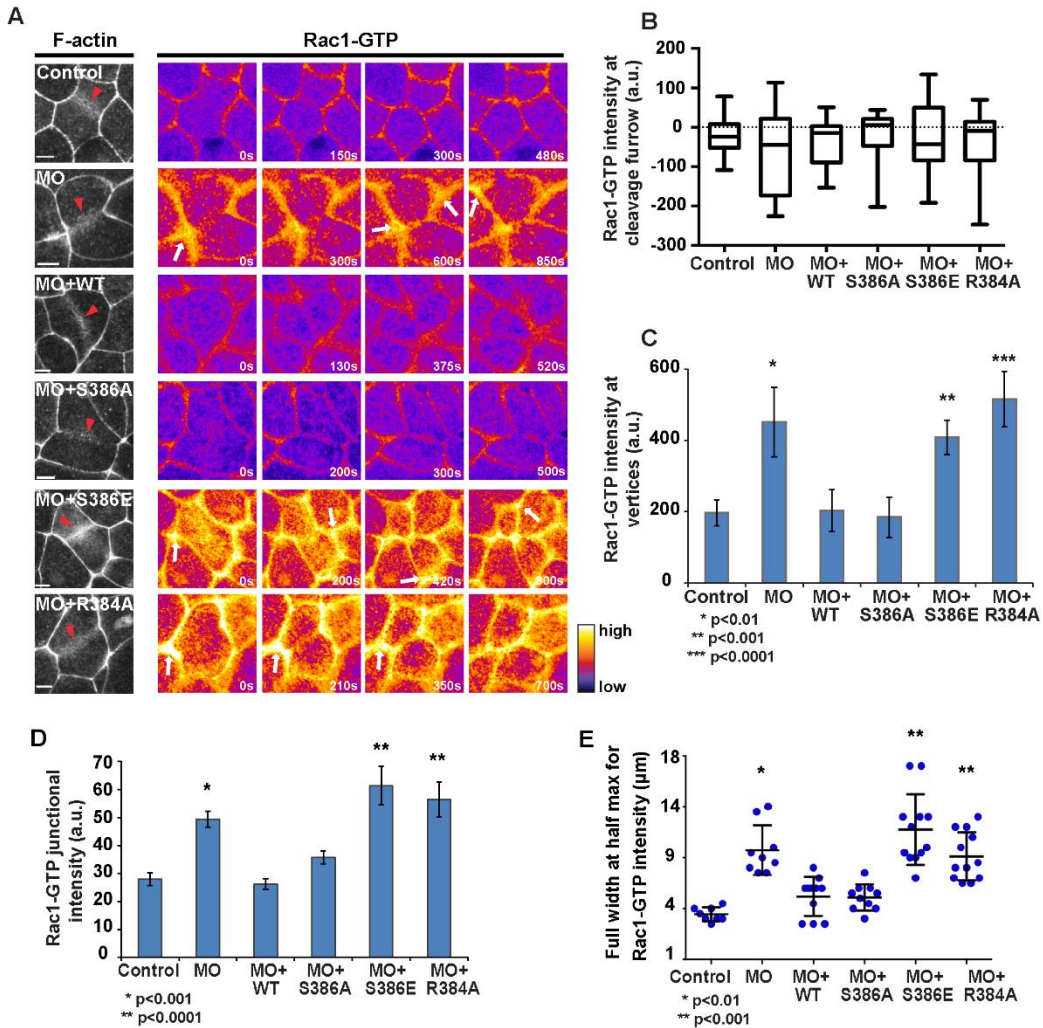 A
F-actin
Rac1-GTP
Control
0s
150s
300s
480s
MO
0s
300s
600s
850s
MO+WT
0s
130s
375s
520s
MO+S386A
0s
200s
300s
500s
MO+S386E
0s
200s
420s
800s
MO+R384A
0s
210s
350s
700s
high
low
B
Rac1-GTP intensity at
cleavage furrow (a.u.)
200
100
0
-100
-200
-300
Control
MO
MO+
WT
MO+
S386A
MO+
S386E
MO+
R384A
C
Rac1-GTP intensity at
vertices (a.u.)
600
400
200
0
*
**
***
Control
MO
MO+
WT
MO+
S386A
MO+
S386E
MO+
R384A
* p<0.01
** p<0.001
*** p<0.0001
D
Rac1-GTP junctional
intensity (a.u.)
70
60
50
40
30
20
10
0
*
**
**
Control
MO
MO+
WT
MO+
S386A
MO+
S386E
MO+
R384A
* p<0.001
** p<0.0001
E
Full width at half max for
Rac1-GTP intensity (µm)
18
14
9
4
1
*
**
**
Control
MO
MO+
WT
MO+
S386A
MO+
S386E
MO+
R384A
* p<0.01
** p<0.001